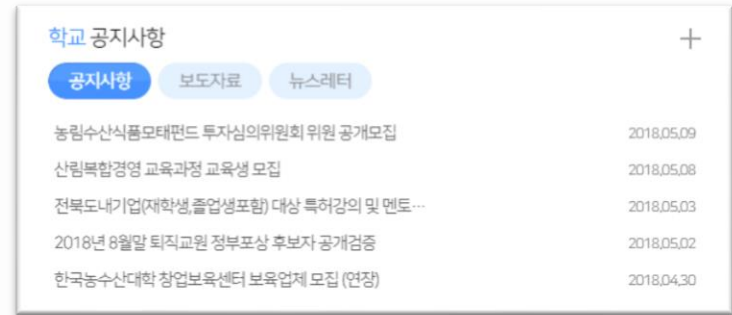 학교 공지사항
공지사항 보도자료 뉴스레터
농림수산식품모태펀드 투자심의위원회 위원 공개모집 2018.05.09
산림복합경영 교육과정 교육생 모집 2018.05.08
전북도내기업(재학생,졸업생포함) 대상 특허강의 및 멘토… 2018.05.03
2018년 8월말 퇴직교원 정부포상 후보자 공개검증 2018.05.02
한국농수산대학 창업보육센터 보육업체 모집 (연장) 2018.04.30